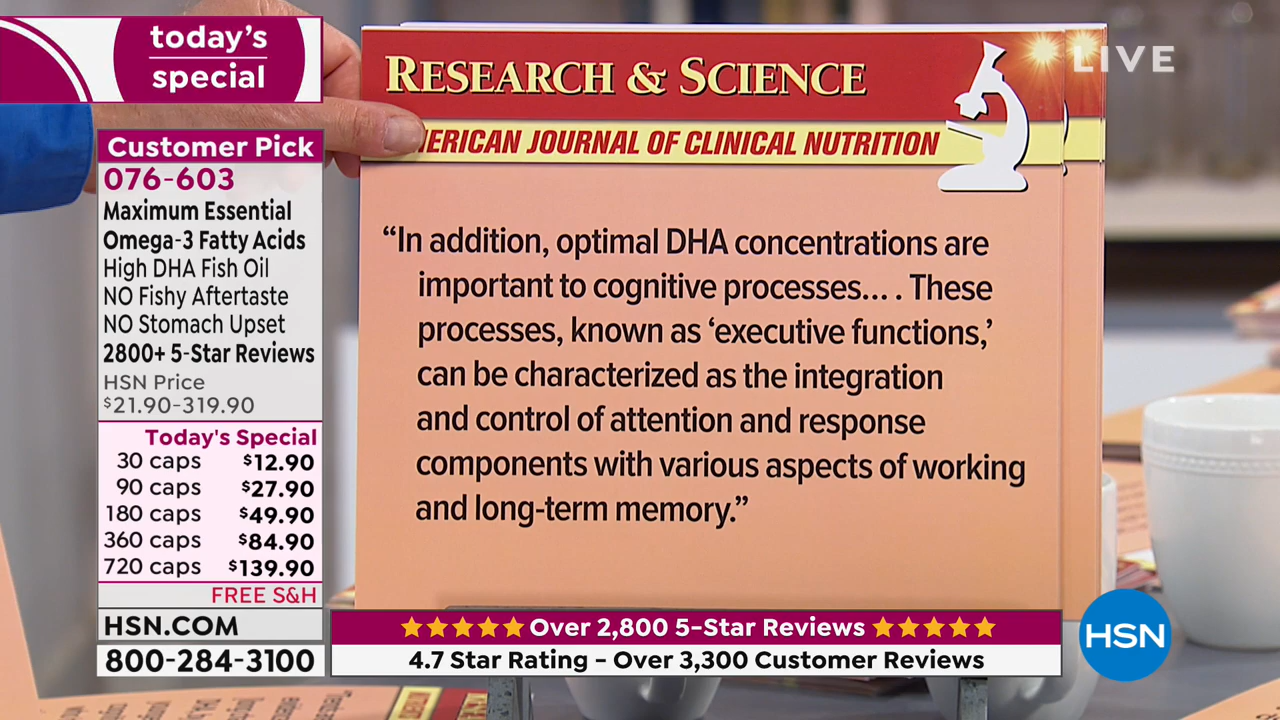 today's
special
Customer Pick
076-603
Maximum Essential
Omega-3 Fatty Acids
High DHA Fish Oil
NO Fishy Aftertaste
NO Stomach Upset
2800+ 5-Star Reviews
HSN Price
$21.90-319.90
Today's Special
30 caps $12.90
90 caps $27.90
180 caps $49.90
360 caps $84.90
720 caps $139.90
FREE S&H
HSN.COM
800-284-3100
LIVE
RESEARCH & SCIENCE
JOURNAL OF CLINICAL NUTRITION
“In addition, optimal DHA concentrations are
important to cognitive processes... . These
processes, known as ‘executive functions,’
can be characterized as the integration
and control of attention and response
components with various aspects of working
and long-term memory.”
Over 2,800 5-Star Reviews
4.7 Star Rating – Over 3,300 Customer Reviews
HSN